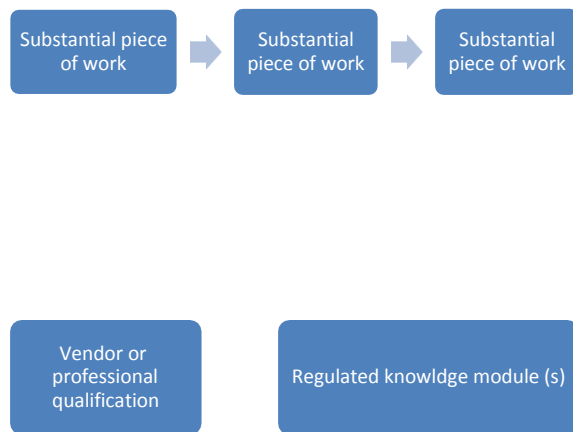 Substantial piece
of work
Substantial
piece of work
Substantial
piece of work
Vendor or
professional
qualification
Regulated knowldge module (s)